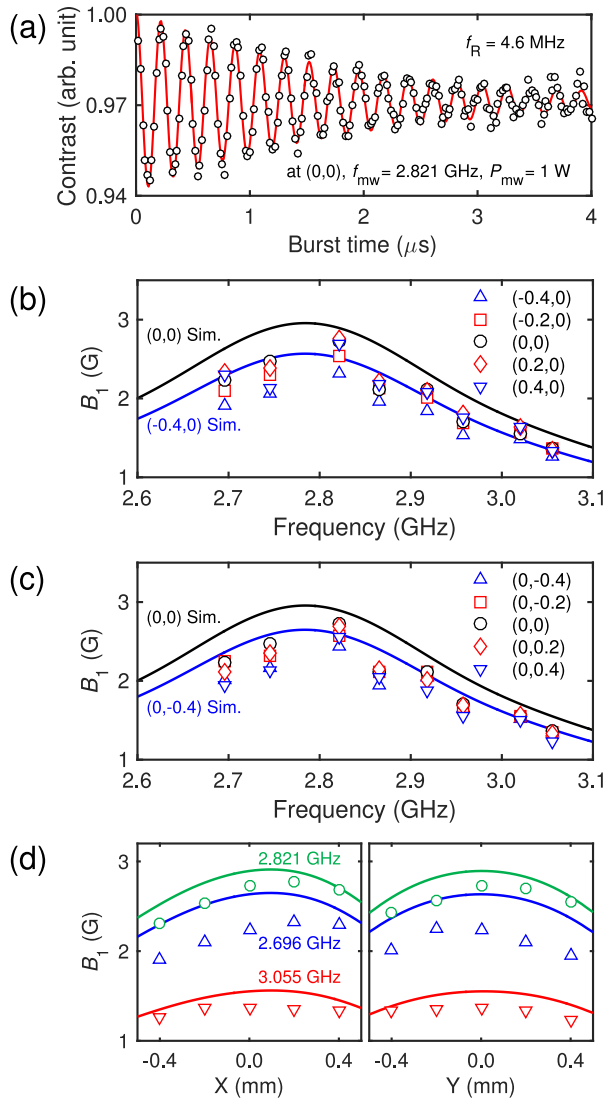 (a)
1.00
0.97
0.94
Contrast (arb. unit)
f_R = 4.6 MHz
at (0,0), f_mw = 2.821 GHz, P_mw = 1 W
0 1 2 3 4
Burst time (μs)
(b)
3
2
1
B_1 (G)
(0,0) Sim.
(-0.4,0) Sim.
(-0.4,0)
(-0.2,0)
(0,0)
(0.2,0)
(0.4,0)
2.6 2.7 2.8 2.9 3.0 3.1
Frequency (GHz)
(c)
3
2
1
B_1 (G)
(0,0) Sim.
(0,-0.4) Sim.
(0,-0.4)
(0,-0.2)
(0,0)
(0,0.2)
(0,0.4)
2.6 2.7 2.8 2.9 3.0 3.1
Frequency (GHz)
(d)
3
2
1
B_1 (G)
2.821 GHz
2.696 GHz
3.055 GHz
-0.4 0.0 0.4
X (mm)
-0.4 0.0 0.4
Y (mm)